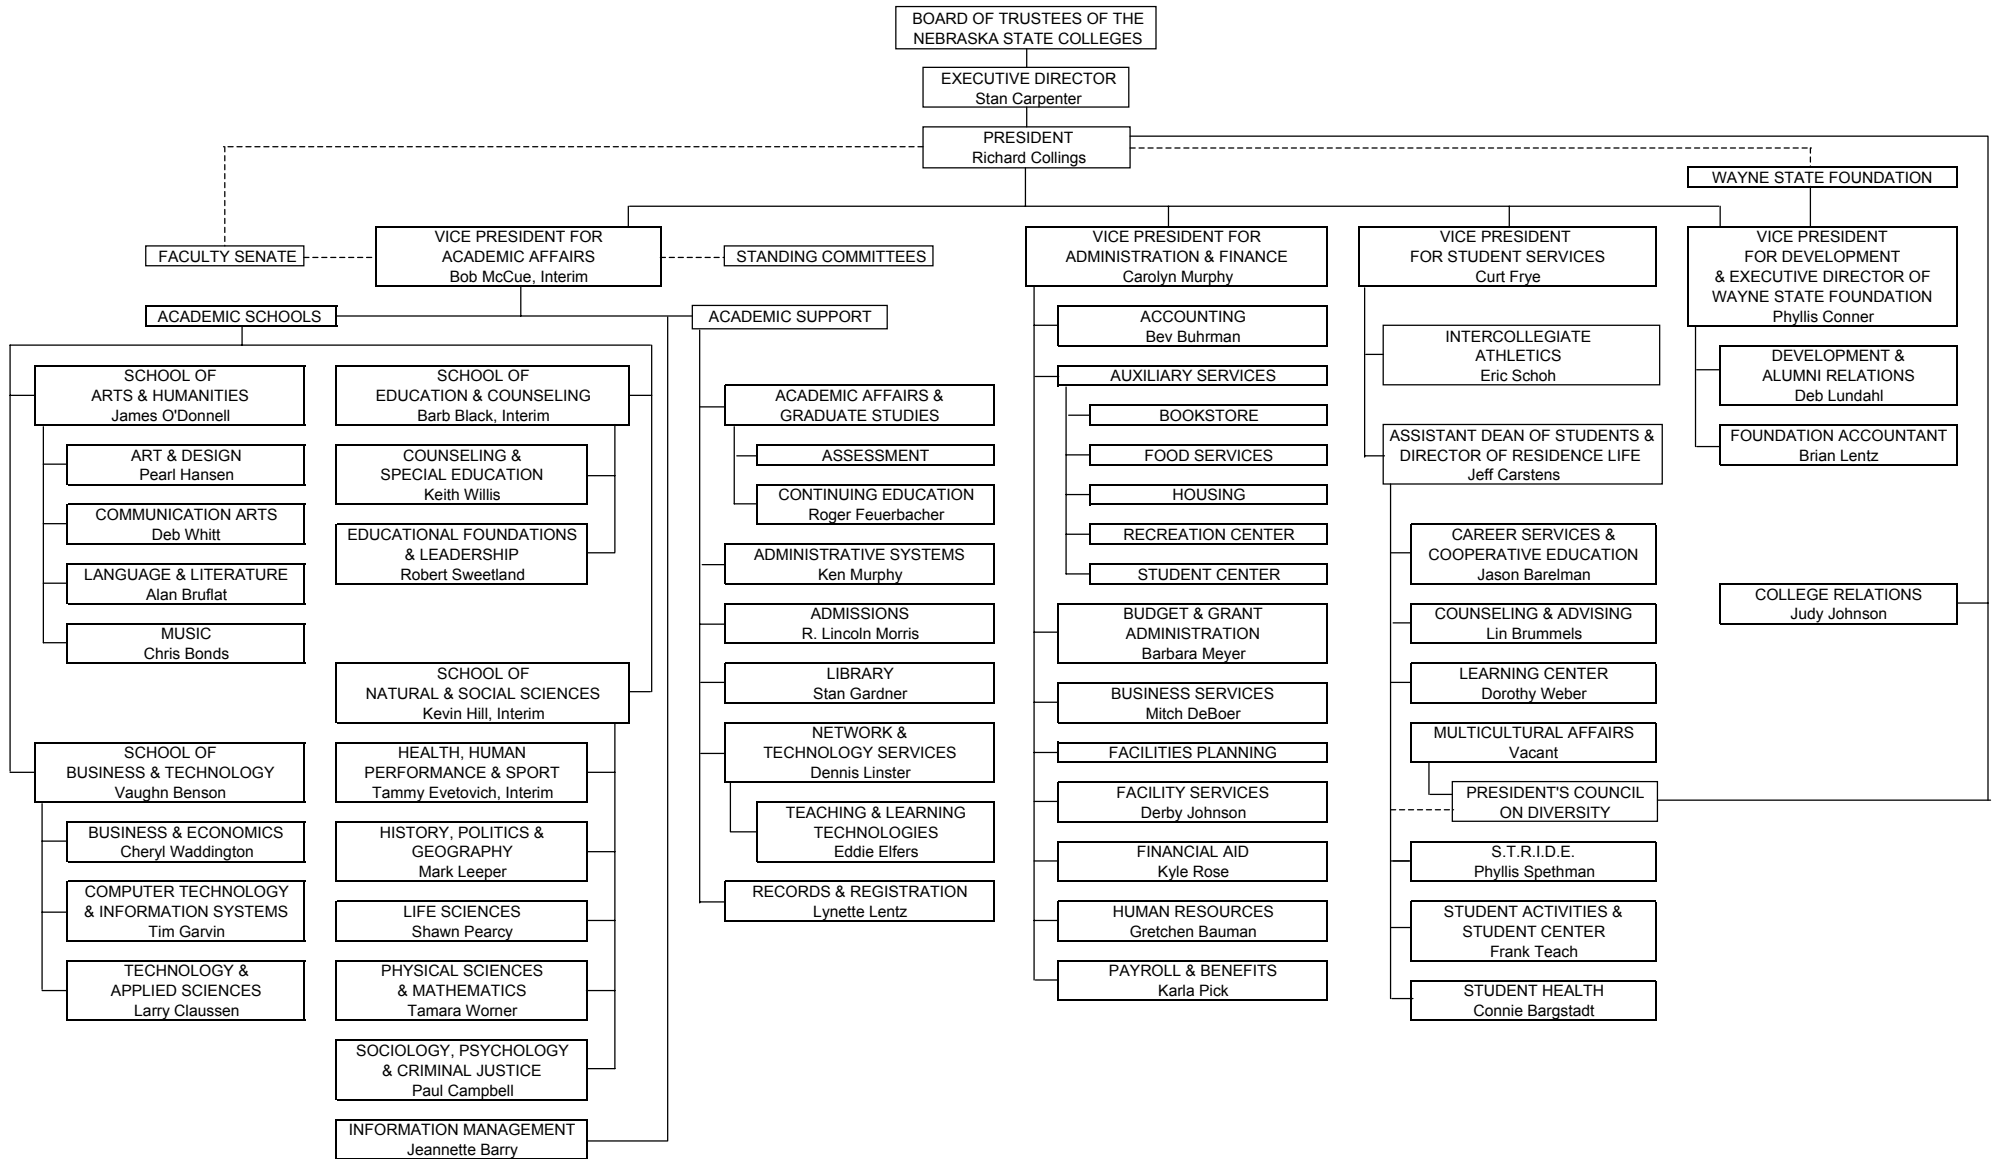 BOARD OF TRUSTEES OF THE
NEBRASKA STATE COLLEGES
EXECUTIVE DIRECTOR
Stan Carpenter
PRESIDENT
Richard Collings
WAYNE STATE FOUNDATION
FACULTY SENATE
VICE PRESIDENT FOR
ACADEMIC AFFAIRS
Bob McCue, Interim
STANDING COMMITTEES
VICE PRESIDENT FOR
ADMINISTRATION & FINANCE
Carolyn Murphy
VICE PRESIDENT
FOR STUDENT SERVICES
Curt Frye
VICE PRESIDENT
FOR DEVELOPMENT
& EXECUTIVE DIRECTOR OF
WAYNE STATE FOUNDATION
Phyllis Conner
ACADEMIC SCHOOLS
SCHOOL OF
ARTS & HUMANITIES
James O'Donnell
ART & DESIGN
Pearl Hansen
COMMUNICATION ARTS
Deb Whitt
LANGUAGE & LITERATURE
Alan Bruflat
MUSIC
Chris Bonds
SCHOOL OF
BUSINESS & TECHNOLOGY
Vaughn Benson
BUSINESS & ECONOMICS
Cheryl Waddington
COMPUTER TECHNOLOGY
& INFORMATION SYSTEMS
Tim Garvin
TECHNOLOGY &
APPLIED SCIENCES
Larry Claussen
SCHOOL OF
EDUCATION & COUNSELING
Barb Black, Interim
COUNSELING &
SPECIAL EDUCATION
Keith Willis
EDUCATIONAL FOUNDATIONS
& LEADERSHIP
Robert Sweetland
SCHOOL OF
NATURAL & SOCIAL SCIENCES
Kevin Hill, Interim
HEALTH, HUMAN
PERFORMANCE & SPORT
Tammy Evetovich, Interim
HISTORY, POLITICS &
GEOGRAPHY
Mark Leeper
LIFE SCIENCES
Shawn Pearcy
PHYSICAL SCIENCES
& MATHEMATICS
Tamara Worner
SOCIOLOGY, PSYCHOLOGY
& CRIMINAL JUSTICE
Paul Campbell
INFORMATION MANAGEMENT
Jeannette Barry
ACADEMIC SUPPORT
ACADEMIC AFFAIRS &
GRADUATE STUDIES
ASSESSMENT
CONTINUING EDUCATION
Roger Feuerbacher
ADMINISTRATIVE SYSTEMS
Ken Murphy
ADMISSIONS
R. Lincoln Morris
LIBRARY
Stan Gardner
NETWORK &
TECHNOLOGY SERVICES
Dennis Linster
TEACHING & LEARNING
TECHNOLOGIES
Eddie Elfers
RECORDS & REGISTRATION
Lynette Lentz
ACCOUNTING
Bev Buhrman
AUXILIARY SERVICES
BOOKSTORE
FOOD SERVICES
HOUSING
RECREATION CENTER
STUDENT CENTER
BUDGET & GRANT
ADMINISTRATION
Barbara Meyer
BUSINESS SERVICES
Mitch DeBoer
FACILITIES PLANNING
FACILITY SERVICES
Derby Johnson
FINANCIAL AID
Kyle Rose
HUMAN RESOURCES
Gretchen Bauman
PAYROLL & BENEFITS
Karla Pick
INTERCOLLEGIATE
ATHLETICS
Eric Schoh
ASSISTANT DEAN OF STUDENTS &
DIRECTOR OF RESIDENCE LIFE
Jeff Carstens
CAREER SERVICES &
COOPERATIVE EDUCATION
Jason Barelman
COUNSELING & ADVISING
Lin Brummels
LEARNING CENTER
Dorothy Weber
MULTICULTURAL AFFAIRS
Vacant
PRESIDENT'S COUNCIL
ON DIVERSITY
S.T.R.I.D.E.
Phyllis Spethman
STUDENT ACTIVITIES &
STUDENT CENTER
Frank Teach
STUDENT HEALTH
Connie Bargstadt
DEVELOPMENT &
ALUMNI RELATIONS
Deb Lundahl
FOUNDATION ACCOUNTANT
Brian Lentz
COLLEGE RELATIONS
Judy Johnson